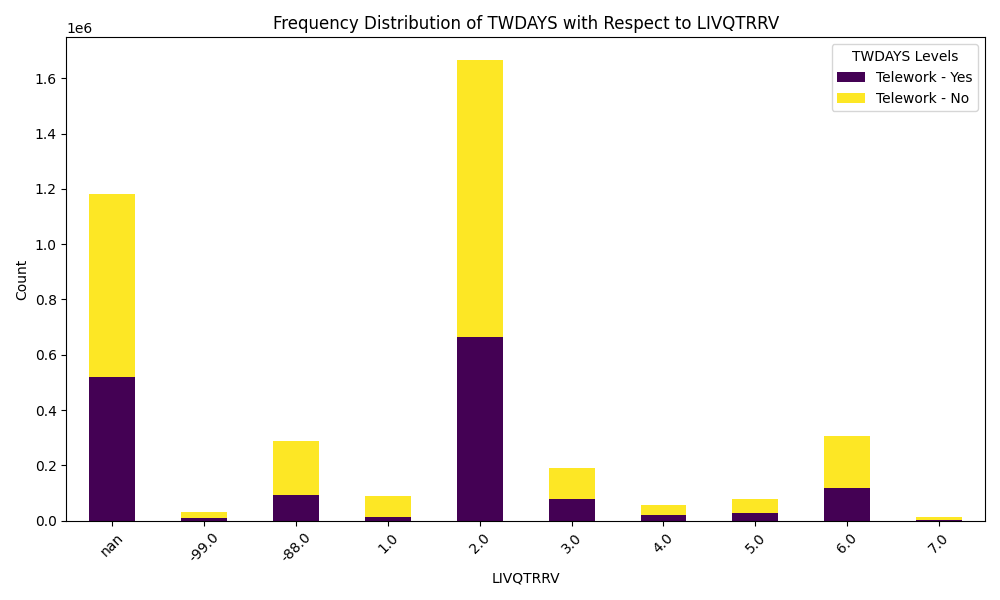 Frequency Distribution of TWDAYS with Respect to LIVQTRRV
1e6
TWDAYS Levels
Telework - Yes
Telework - No
1.6
1.4
1.2
1.0
0.8
0.6
0.4
0.2
0.0
Count
nan
-99.0
-88.0
1.0
2.0
3.0
4.0
5.0
6.0
7.0
LIVQTRRV